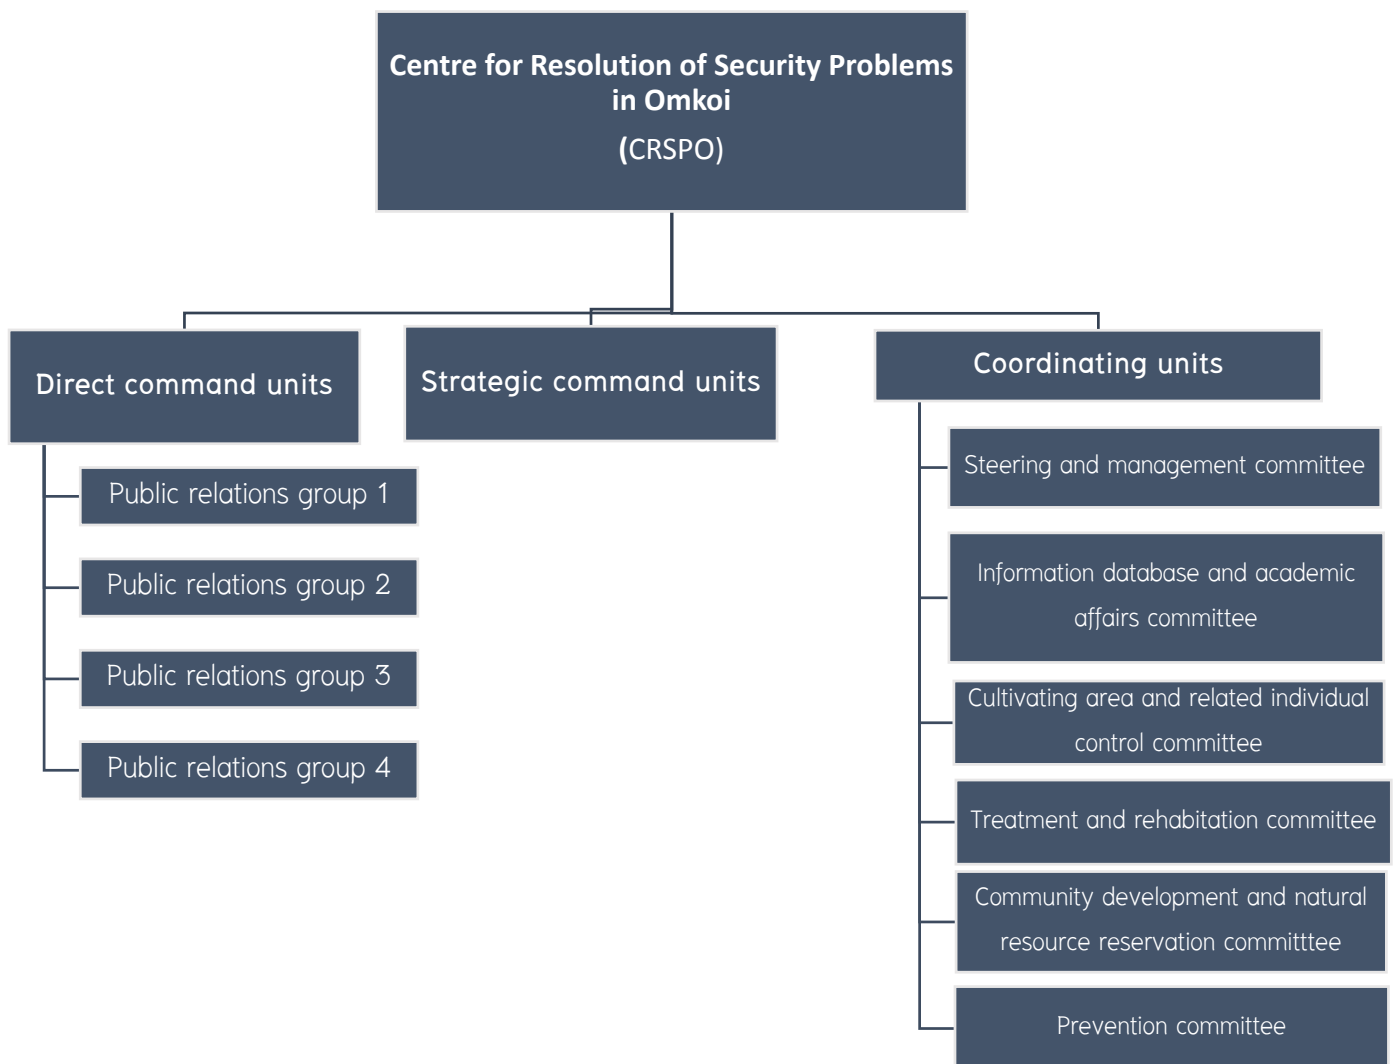 Centre for Resolution of Security Problems
in Omkoi
(CRSPO)
Direct command units
Strategic command units
Coordinating units
Public relations group 1
Public relations group 2
Public relations group 3
Public relations group 4
Steering and management committee
Information database and academic
affairs committee
Cultivating area and related individual
control committee
Treatment and rehabitation committee
Community development and natural
resource reservation committtee
Prevention committee